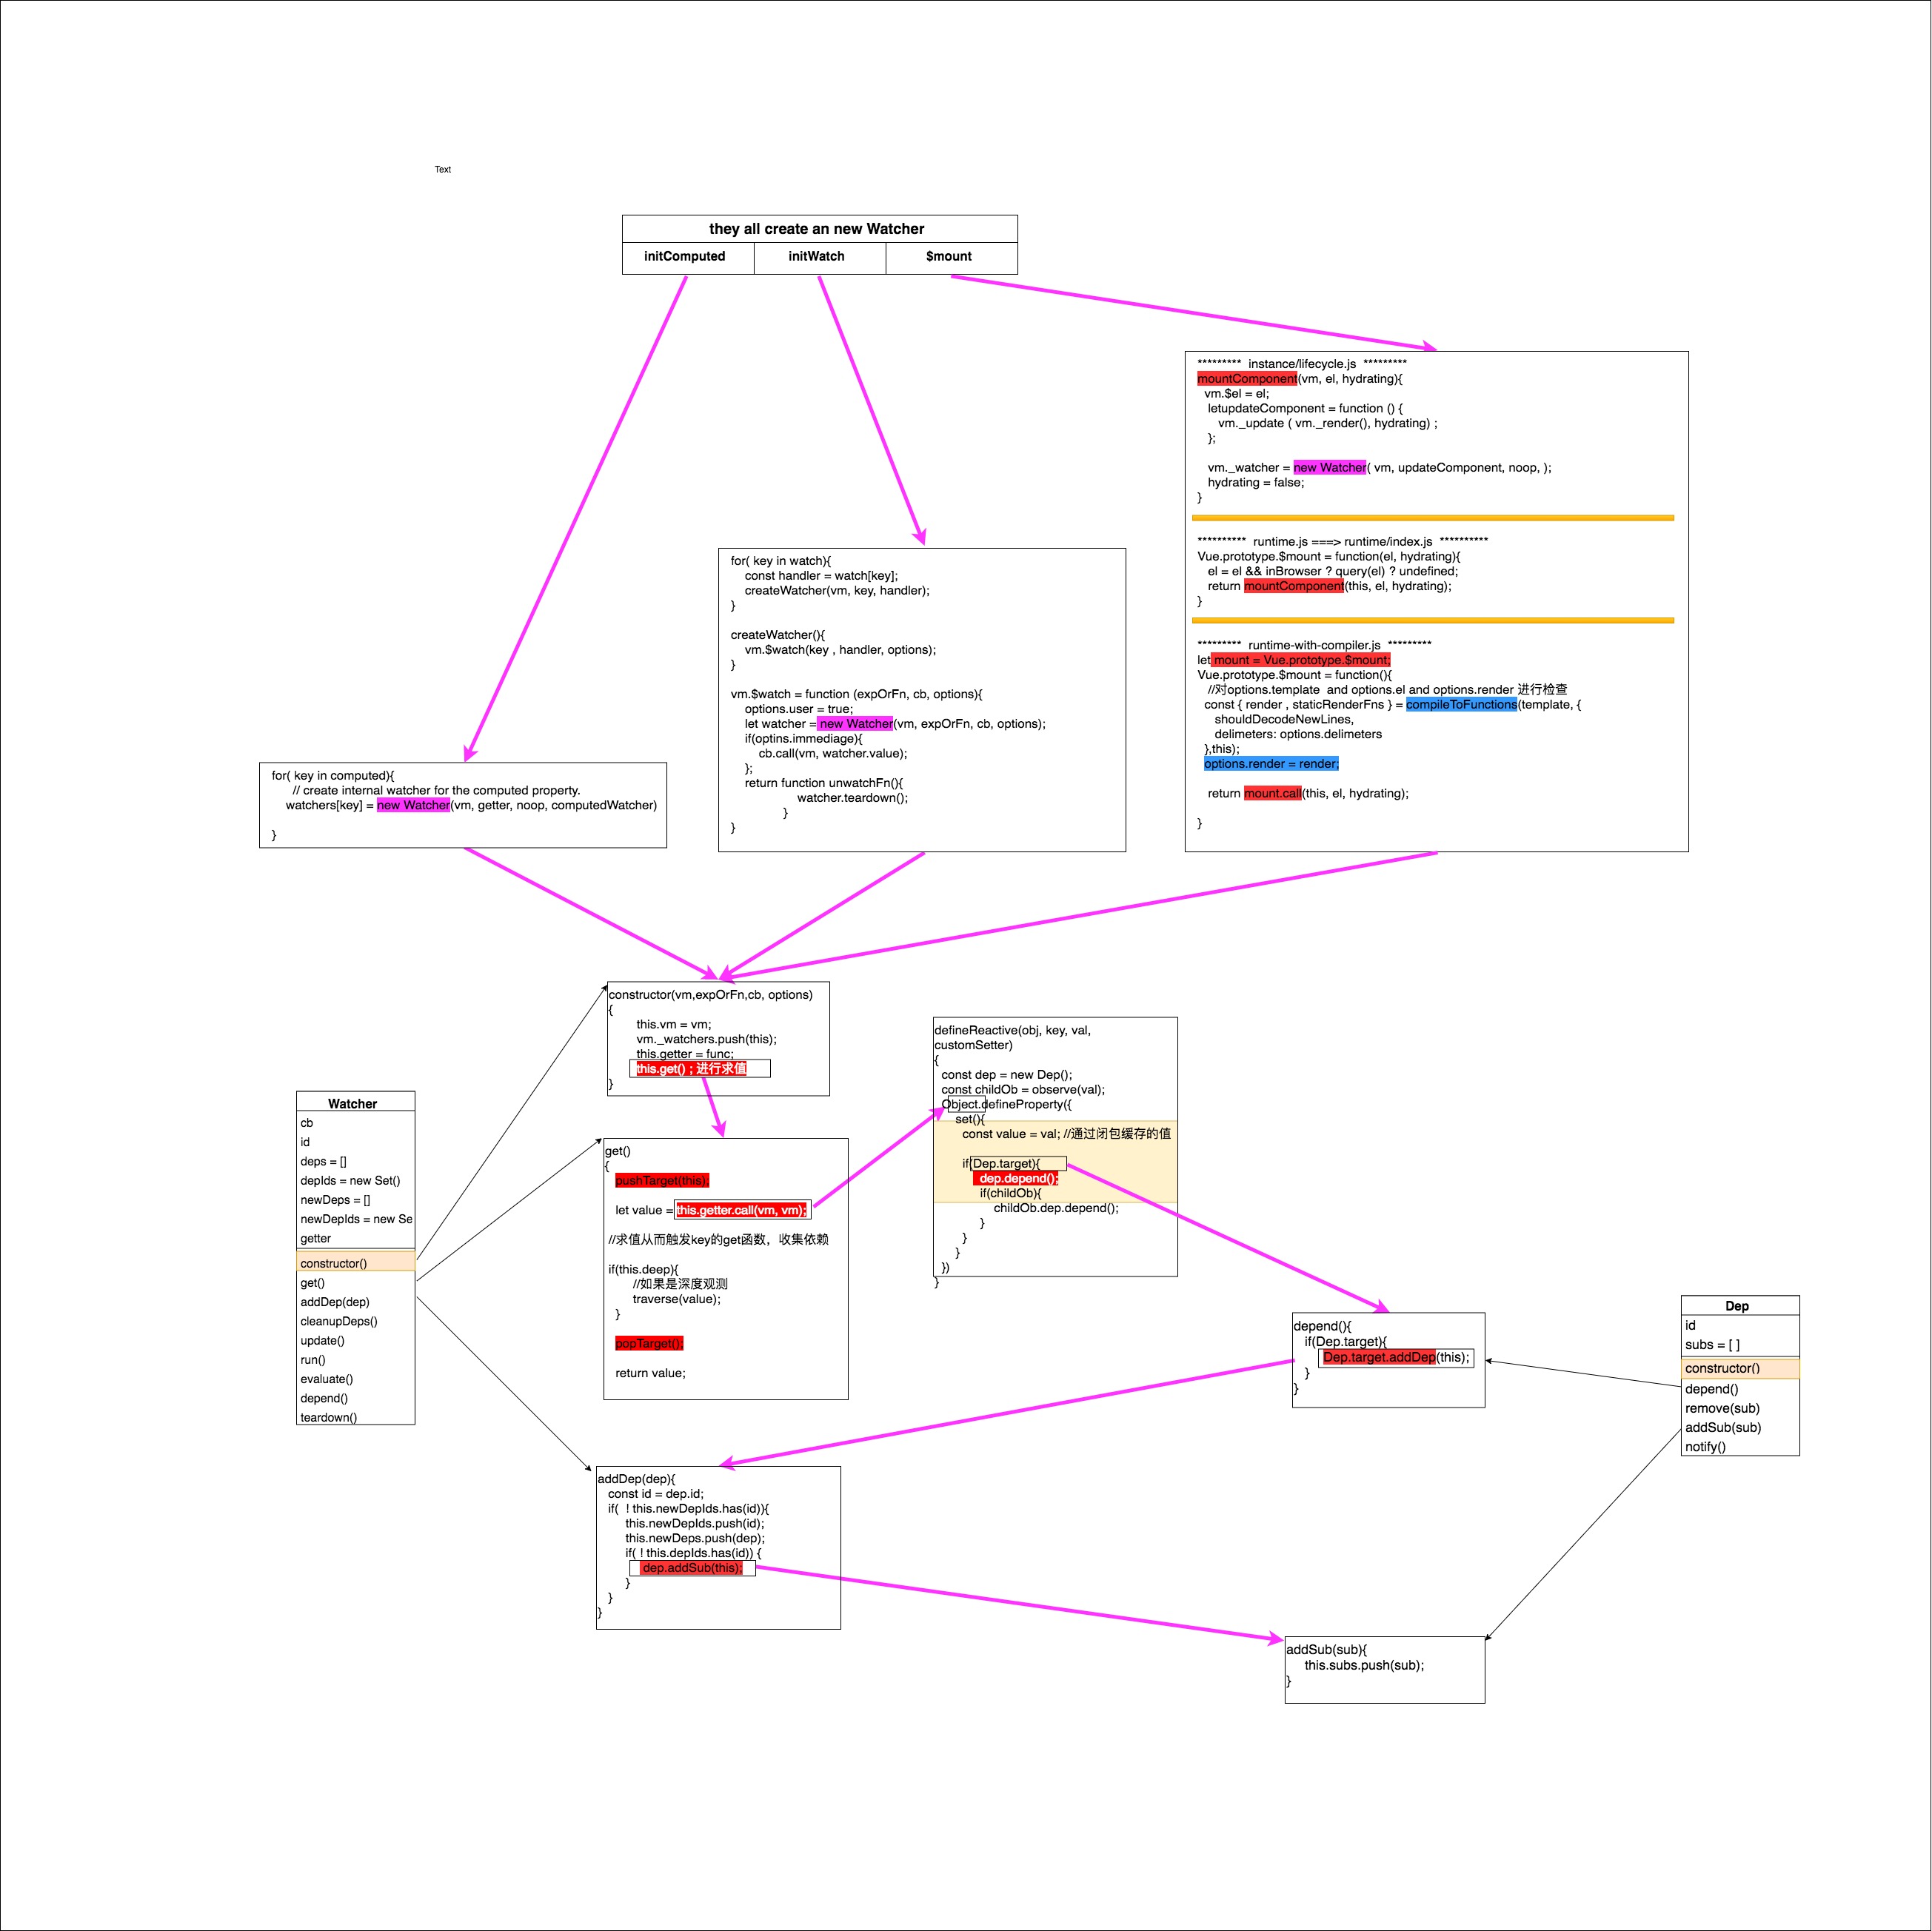 Text
they all create an new Watcher
initComputed
initWatch
$mount
********* instance/lifecycle.js *********
mountComponent(vm, el, hydrating){
vm.$el = el;
letupdateComponent = function () {
vm._update ( vm._render(), hydrating) ;
};
vm._watcher = new Watcher( vm, updateComponent, noop, );
hydrating = false;
}
********** runtime.js ===> runtime/index.js **********
Vue.prototype.$mount = function(el, hydrating){
el = el && inBrowser ? query(el) ? undefined;
return mountComponent(this, el, hydrating);
}
********* runtime-with-compiler.js *********
let mount = Vue.prototype.$mount;
Vue.prototype.$mount = function(){
//对options.template and options.el and options.render 进行检查
const { render , staticRenderFns } = compileToFunctions(template, {
shouldDecodeNewLines,
delimeters: options.delimeters
},this);
options.render = render;
return mount.call(this, el, hydrating);
}
for( key in watch){
const handler = watch[key];
createWatcher(vm, key, handler);
}
createWatcher(){
vm.$watch(key , handler, options);
}
vm.$watch = function (expOrFn, cb, options){
options.user = true;
let watcher = new Watcher(vm, expOrFn, cb, options);
if(optins.immediage){
cb.call(vm, watcher.value);
};
return function unwatchFn(){
watcher.teardown();
}
}
for( key in computed){
// create internal watcher for the computed property.
watchers[key] = new Watcher(vm, getter, noop, computedWatcher)
}
constructor(vm,expOrFn,cb, options)
{
this.vm = vm;
vm._watchers.push(this);
this.getter = func;
this.get() ; 进行求值
}
defineReactive(obj, key, val,
customSetter)
{
const dep = new Dep();
const childOb = observe(val);
Object.defineProperty({
set(){
const value = val; //通过闭包缓存的值
if(Dep.target){
dep.depend();
if(childOb){
childOb.dep.depend();
}
}
}
})
}
Watcher
cb
id
deps = []
depIds = new Set()
newDeps = []
newDepIds = new Se
getter
constructor()
get()
addDep(dep)
cleanupDeps()
update()
run()
evaluate()
depend()
teardown()
get()
{
pushTarget(this);
let value = this.getter.call(vm, vm);
//求值从而触发key的get函数，收集依赖
if(this.deep){
//如果是深度观测
traverse(value);
}
popTarget();
return value;
depend(){
if(Dep.target){
Dep.target.addDep(this);
}
}
Dep
id
subs = [ ]
constructor()
depend()
remove(sub)
addSub(sub)
notify()
addDep(dep){
const id = dep.id;
if( ! this.newDepIds.has(id)){
this.newDepIds.push(id);
this.newDeps.push(dep);
if( ! this.depIds.has(id)) {
dep.addSub(this);
}
}
}
addSub(sub){
this.subs.push(sub);
}